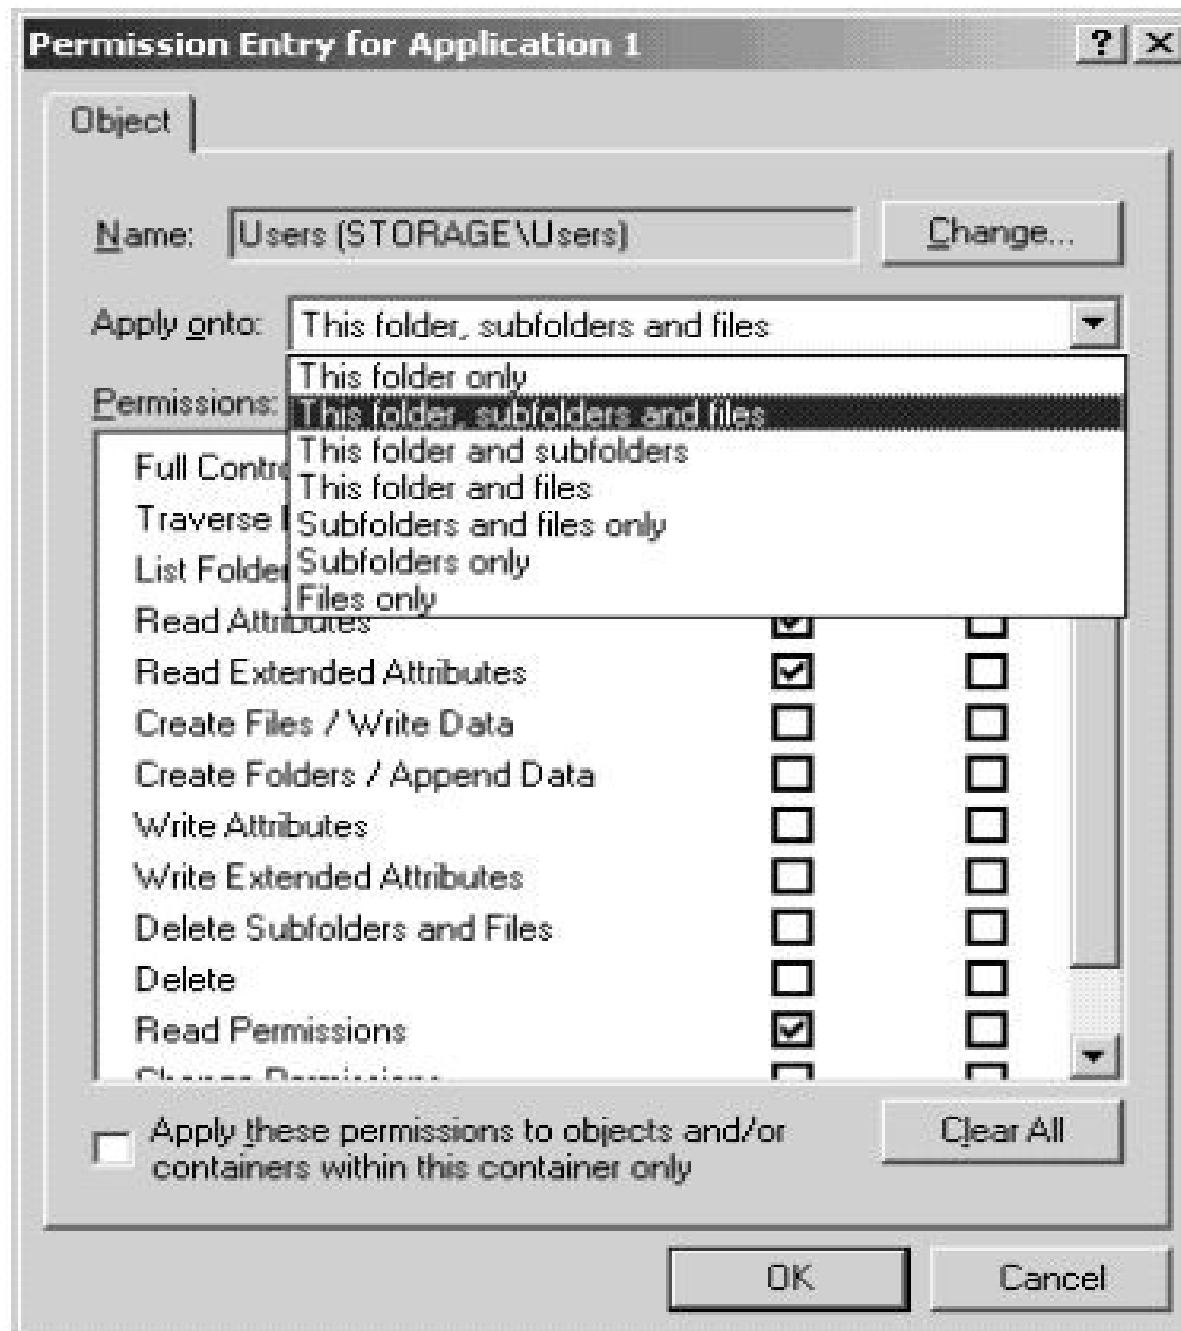 Permission Entry for Application 1
Object
Name: Users (STORAGE\Users) Change...
Apply onto: This folder, subfolders and files
This folder only
Permissions: This folder, subfolders and files
This folder and subfolders
This folder and files
Subfolders and files only
Subfolders only
Files only
Full Contro
Traverse
List Folder
Read Attributes
Read Extended Attributes
Create Files / Write Data
Create Folders / Append Data
Write Attributes
Write Extended Attributes
Delete Subfolders and Files
Delete
Read Permissions
Change Permissions
Apply these permissions to objects and/or
containers within this container only
Clear All
OK Cancel